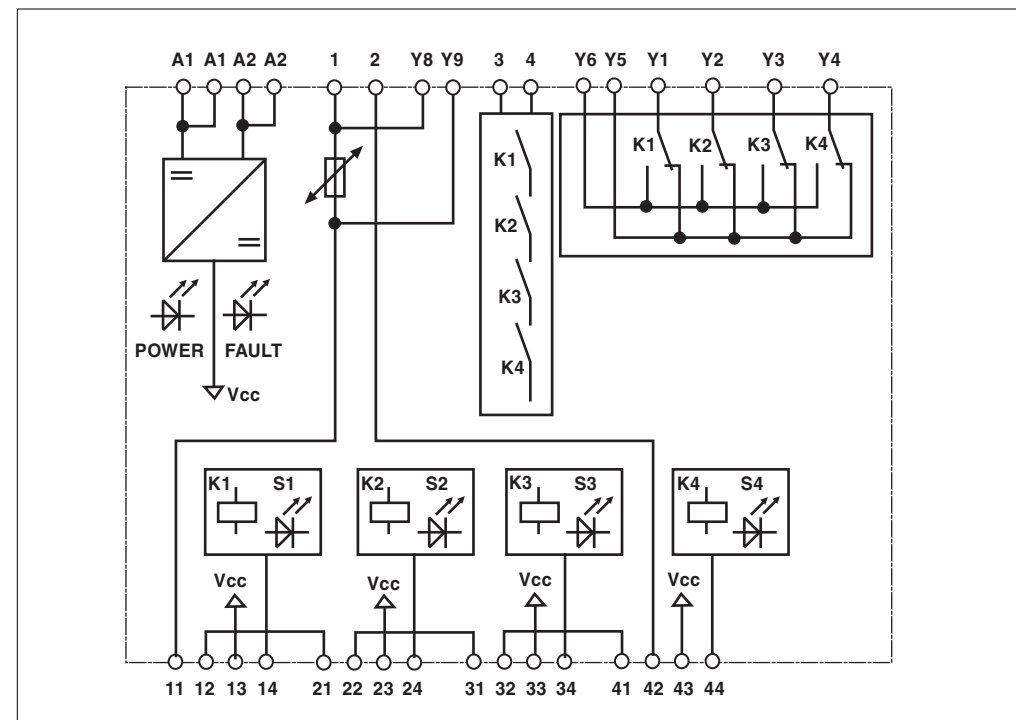 A1 A1 A2 A2 1 2 Y8 Y9 3 4 Y6 Y5 Y1 Y2 Y3 Y4
K1 K2 K3 K4
K1
K2
K3
K4
POWER FAULT
Vcc
K1 S1 K2 S2 K3 S3 K4 S4
Vcc Vcc Vcc Vcc
11 12 13 14 21 22 23 24 31 32 33 34 41 42 43 44